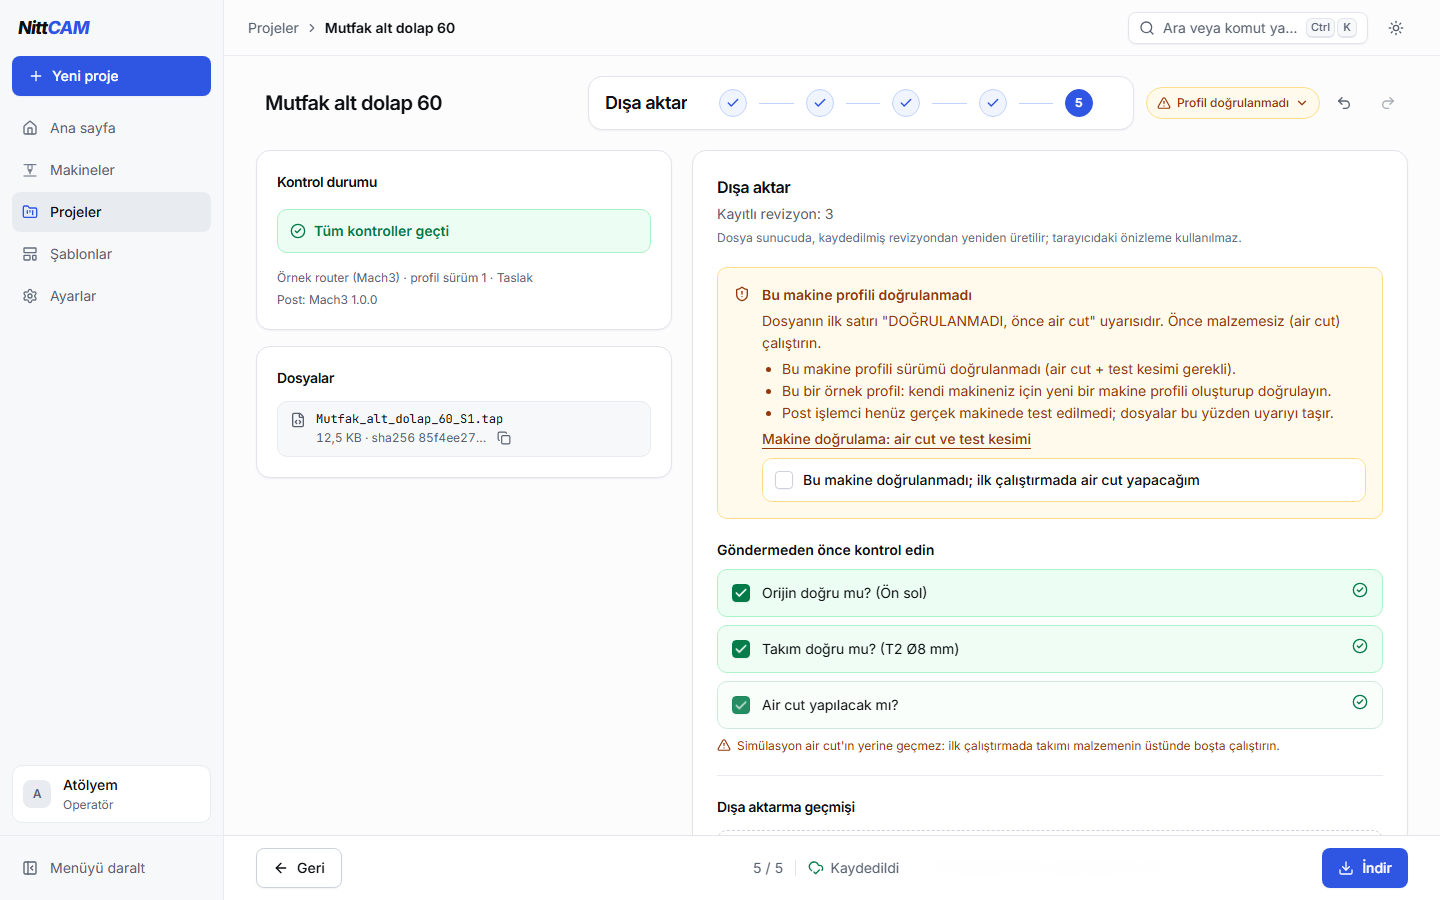 NittCAM
Yeni proje
Ana sayfa
Makineler
Projeler
Şablonlar
Ayarlar
A
Atölyem
Operatör
Menüyü daralt
Projeler > Mutfak alt dolap 60
Ara veya komut ya... Ctrl K
Mutfak alt dolap 60
Dışa aktar 5
Profil doğrulanmadı
Kontrol durumu
Tüm kontroller geçti
Örnek router (Mach3) · profil sürüm 1 · Taslak
Post: Mach3 1.0.0
Dosyalar
Mutfak_alt_dolap_60_S1.tap
12,5 KB · sha256 85f4ee27...
Dışa aktar
Kayıtlı revizyon: 3
Dosya sunucuda, kaydedilmiş revizyondan yeniden üretilir; tarayıcıdaki önizleme kullanılmaz.
Bu makine profili doğrulanmadı
Dosyanın ilk satırı "DOĞRULANMADI, önce air cut" uyarısıdır. Önce malzemesiz (air cut)
çalıştırın.
• Bu makine profili sürümü doğrulanmadı (air cut + test kesimi gerekli).
• Bu bir örnek profil: kendi makineniz için yeni bir makine profili oluşturup doğrulayın.
• Post işlemci henüz gerçek makinede test edilmedi; dosyalar bu yüzden uyarıyı taşır.
Makine doğrulama: air cut ve test kesimi
Bu makine doğrulanmadı; ilk çalıştırmada air cut yapacağım
Göndermeden önce kontrol edin
Orijin doğru mu? (Ön sol)
Takım doğru mu? (T2 Ø8 mm)
Air cut yapılacak mı?
Simülasyon air cut'ın yerine geçmez: ilk çalıştırmada takımı malzemenin üstünde boşta çalıştırın.
Dışa aktarma geçmişi
Geri
5 / 5
Kaydedildi
İndir